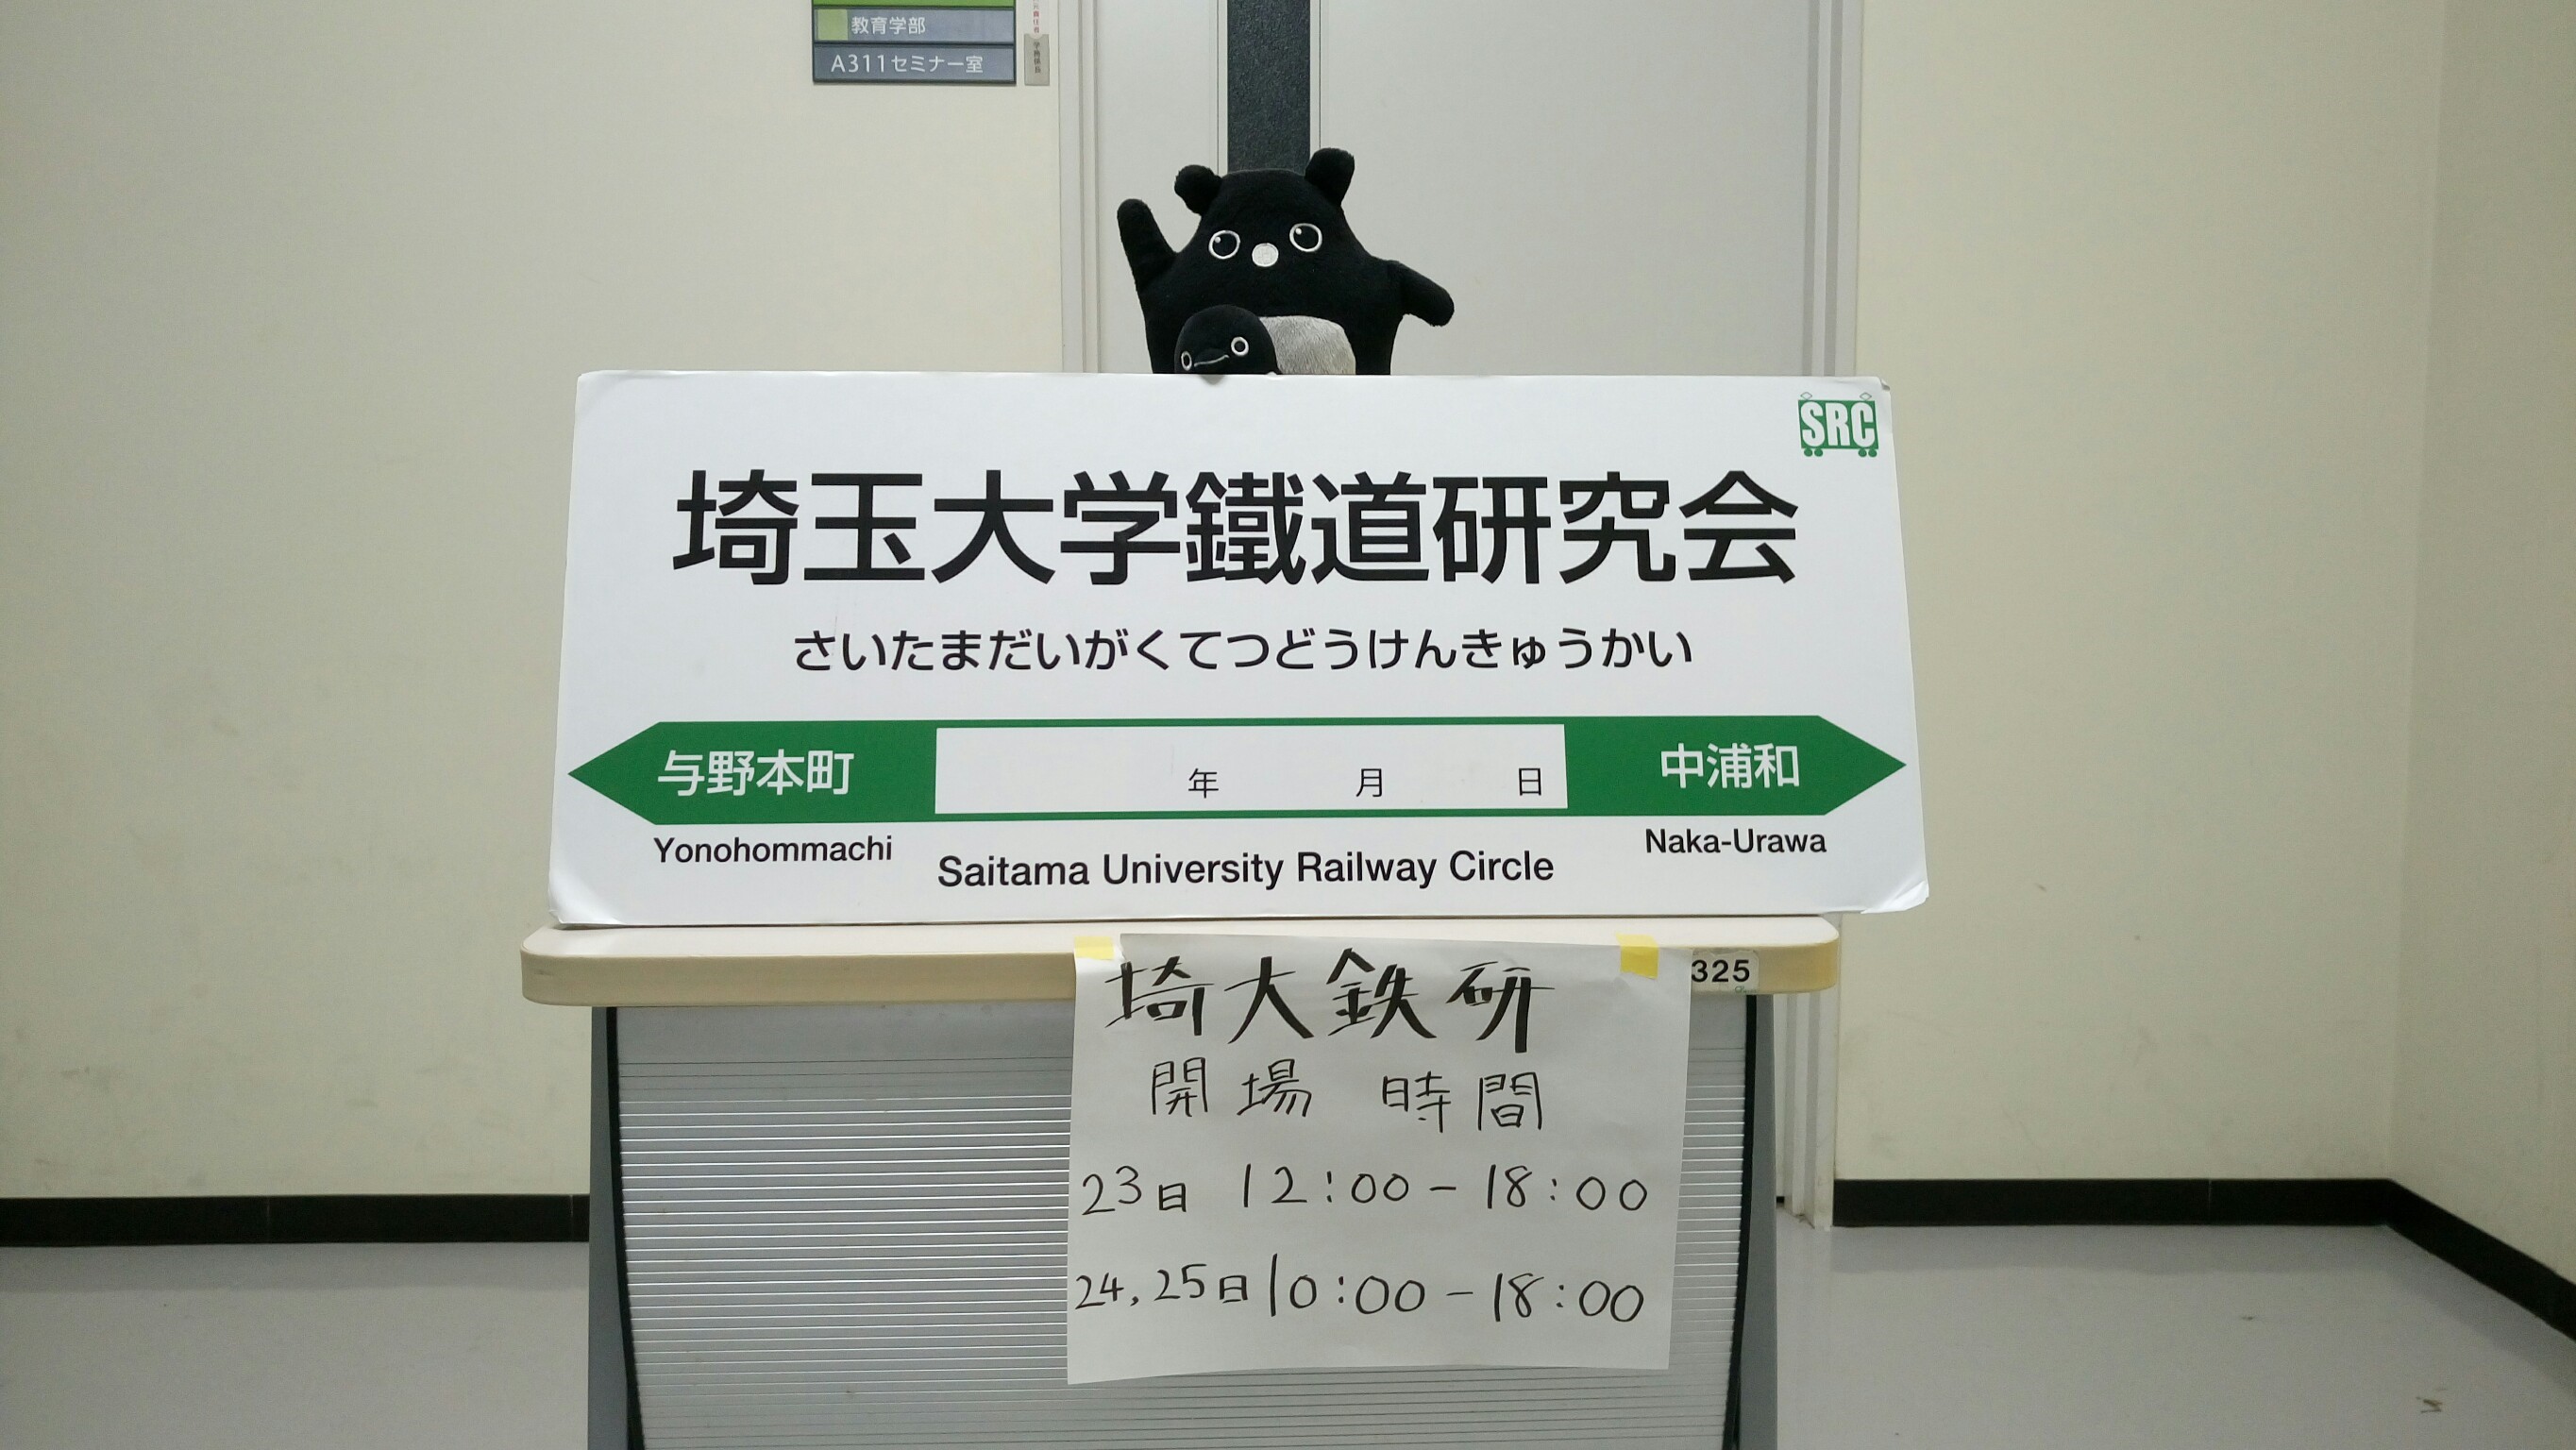 教育学部
A311セミナー室
SRC
埼玉大学鐵道研究会
さいたまだいがくてつどうけんきゅうかい
与野本町 年 月 日 中浦和
Yonohommachi Saitama University Railway Circle Naka-Urawa
325
埼大鉄研
開場 時間
23日 12:00-18:00
24,25日 10:00-18:00